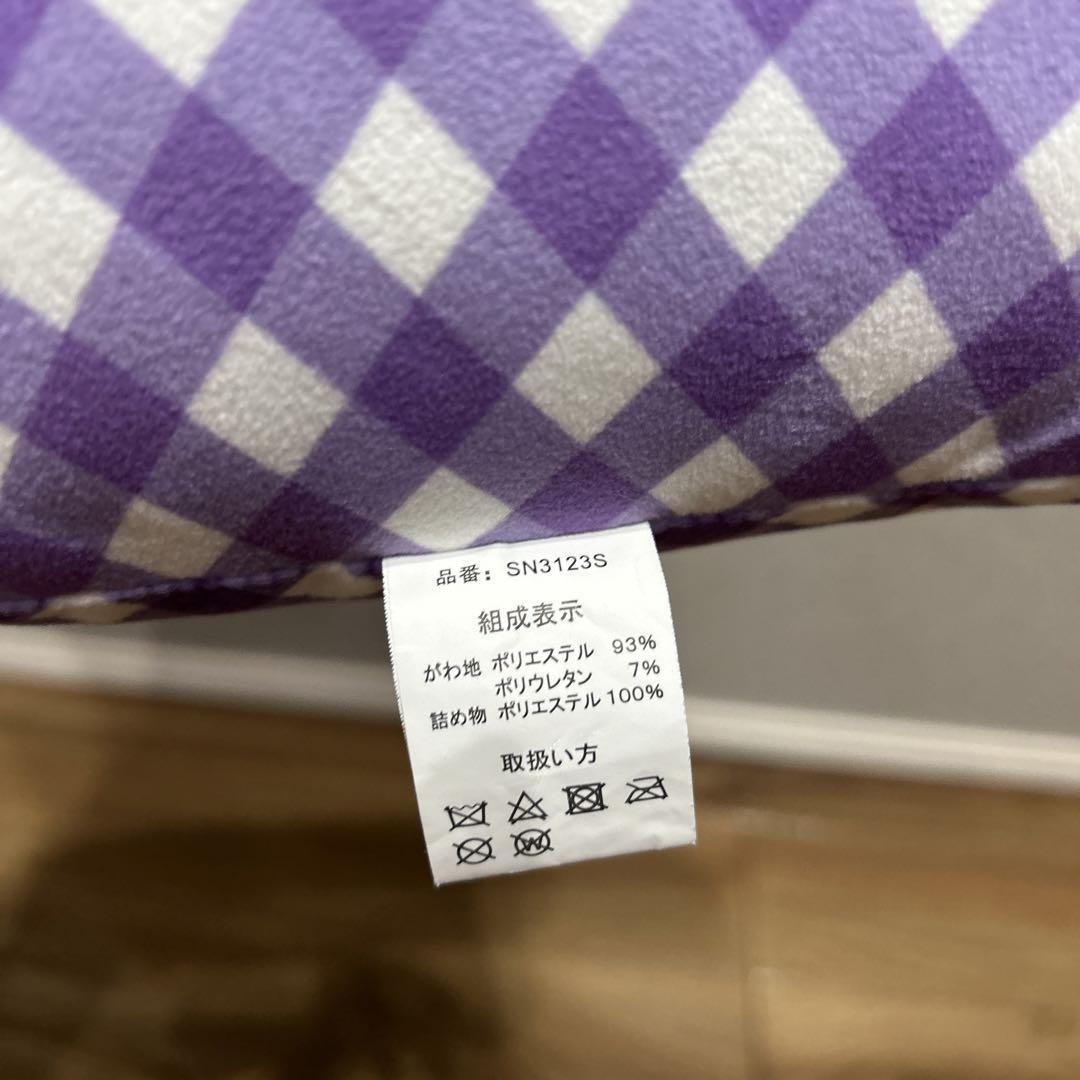 品番: SN3123S
組成表示
がわ地 ポリエステル 93%
ポリウレタン 7%
詰め物 ポリエステル 100%
取扱い方
W